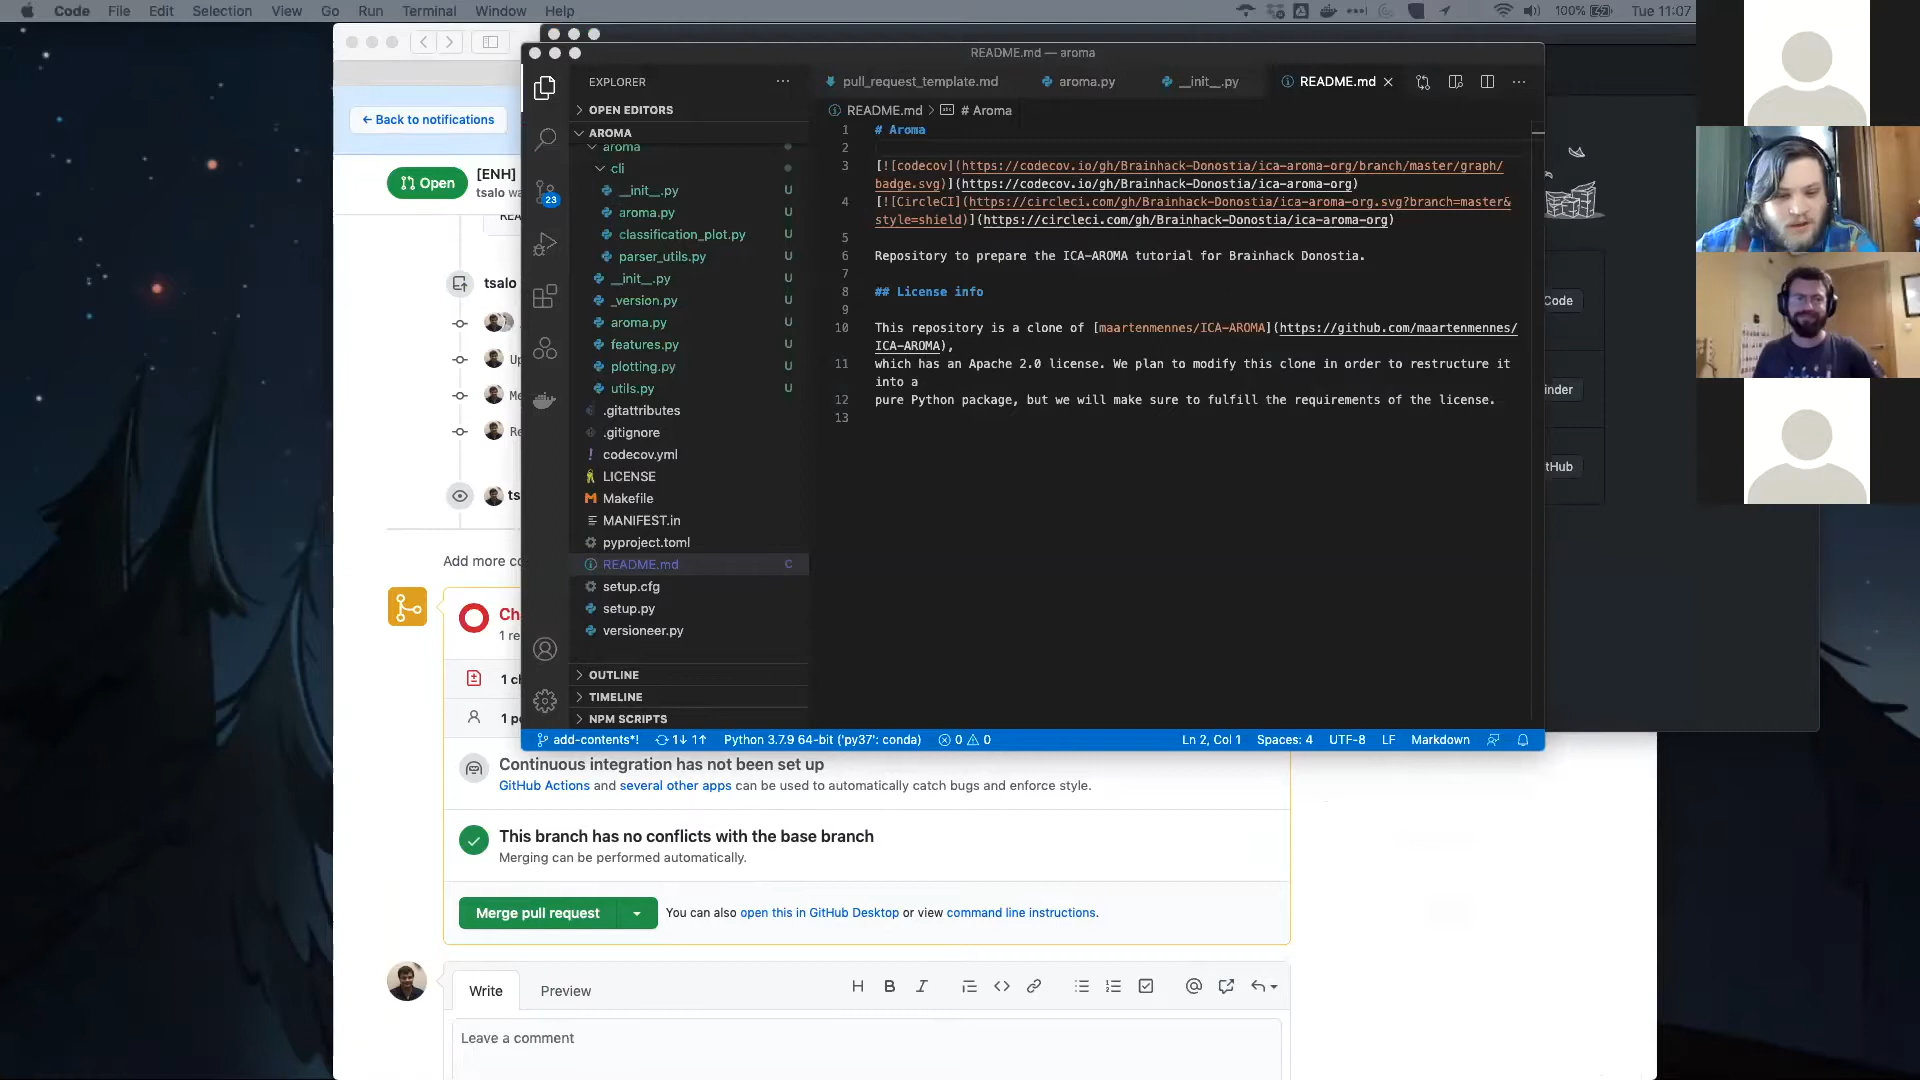 Code File Edit Selection View Go Run Terminal Window Help
100% Tue 11:07
README.md — aroma
EXPLORER
OPEN EDITORS
AROMA
aroma
cli
__init__.py U
aroma.py U
classification_plot.py U
parser_utils.py U
__init__.py U
_version.py U
aroma.py U
features.py U
plotting.py U
utils.py U
.gitattributes
.gitignore
codecov.yml
LICENSE
Makefile
MANIFEST.in
pyproject.toml
README.md C
setup.cfg
setup.py
versioneer.py
OUTLINE
TIMELINE
NPM SCRIPTS
23
pull_request_template.md aroma.py __init__.py README.md
README.md > # Aroma
1 # Aroma
2
3 [![codecov](https://codecov.io/gh/Brainhack-Donostia/ica-aroma-org/branch/master/graph/
badge.svg)](https://codecov.io/gh/Brainhack-Donostia/ica-aroma-org)
4 [![CircleCI](https://circleci.com/gh/Brainhack-Donostia/ica-aroma-org.svg?branch=master&
style=shield)](https://circleci.com/gh/Brainhack-Donostia/ica-aroma-org)
5
6 Repository to prepare the ICA-AROMA tutorial for Brainhack Donostia.
7
8 ## License info
9
10 This repository is a clone of [maartenmennes/ICA-AROMA](https://github.com/maartenmennes/
ICA-AROMA),
11 which has an Apache 2.0 license. We plan to modify this clone in order to restructure it
into a
12 pure Python package, but we will make sure to fulfill the requirements of the license.
13
add-contents*! 1↓ 1↑ Python 3.7.9 64-bit ('py37': conda) 0 0
Ln 2, Col 1 Spaces: 4 UTF-8 LF Markdown
← Back to notifications
Open
[ENH]
tsalo wa
tsalo
Up
Me
Re
ts
Add more co
Ch
1 re
1 ch
1 pe
Code
inder
tHub
Continuous integration has not been set up
GitHub Actions and several other apps can be used to automatically catch bugs and enforce style.
This branch has no conflicts with the base branch
Merging can be performed automatically.
Merge pull request
You can also open this in GitHub Desktop or view command line instructions.
Write Preview
H B I
Leave a comment